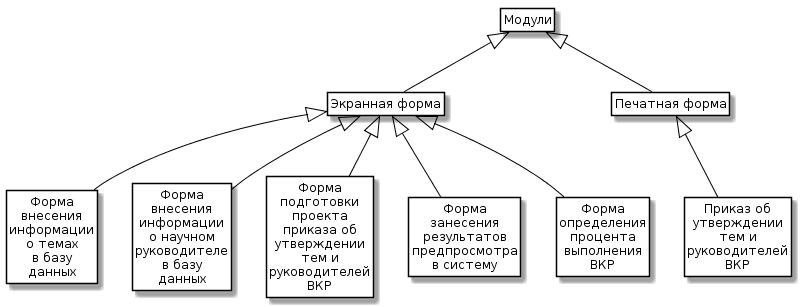 Модули
Экранная форма
Печатная форма
Форма
внесения
информации
о темах
в базу
данных
Форма
внесения
информации
о научном
руководителе
в базу
данных
Форма
подготовки
проекта
приказа об
утверждении
тем и
руководителей
ВКР
Форма
занесения
результатов
предпросмотра
в систему
Форма
определения
процента
выполнения
ВКР
Приказ об
утверждении
тем и
руководителей
ВКР